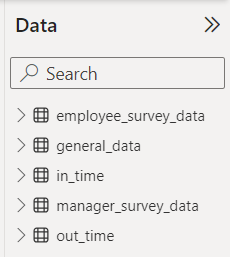 Data
Search
employee_survey_data
general_data
in_time
manager_survey_data
out_time